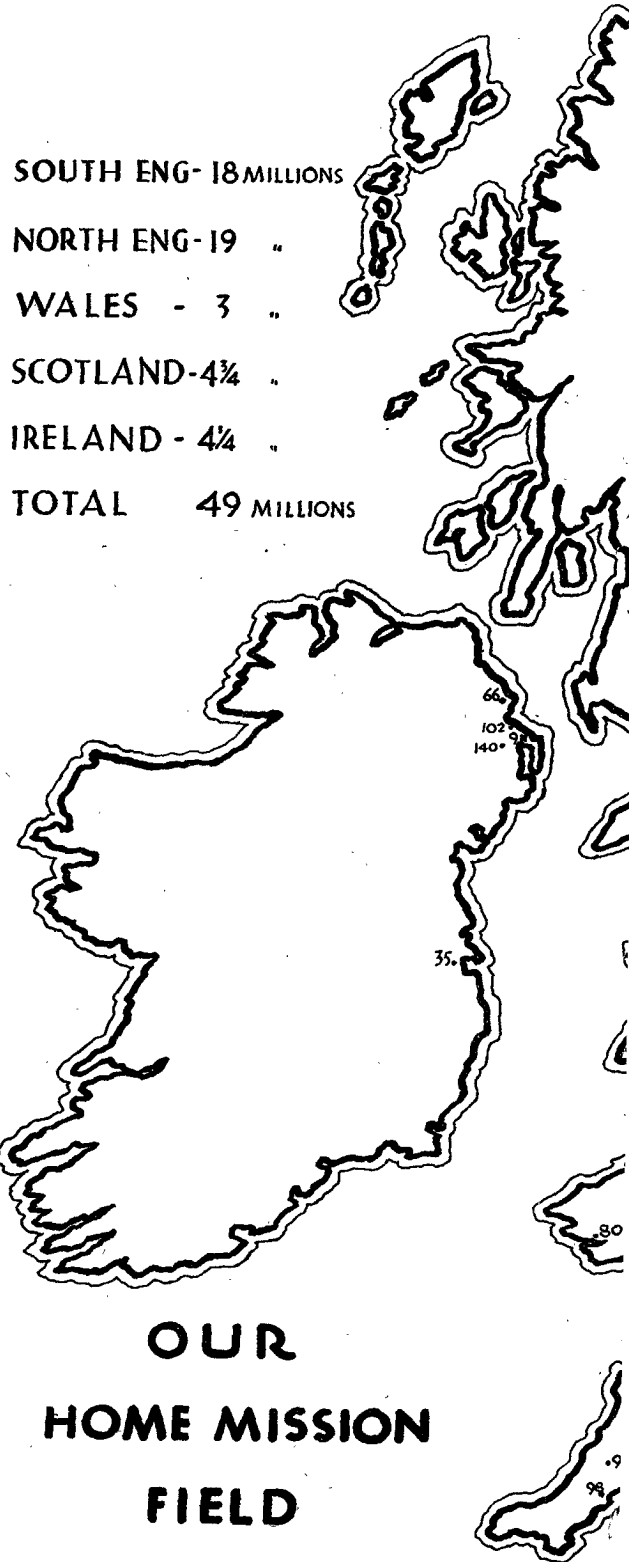 SOUTH ENG- 18 MILLIONS
NORTH ENG- 19 "
WALES - 3 "
SCOTLAND- 4¾ "
IRELAND - 4¼ "
TOTAL 49 MILLIONS
66
102
140
35
80
OUR
HOME MISSION
FIELD
98